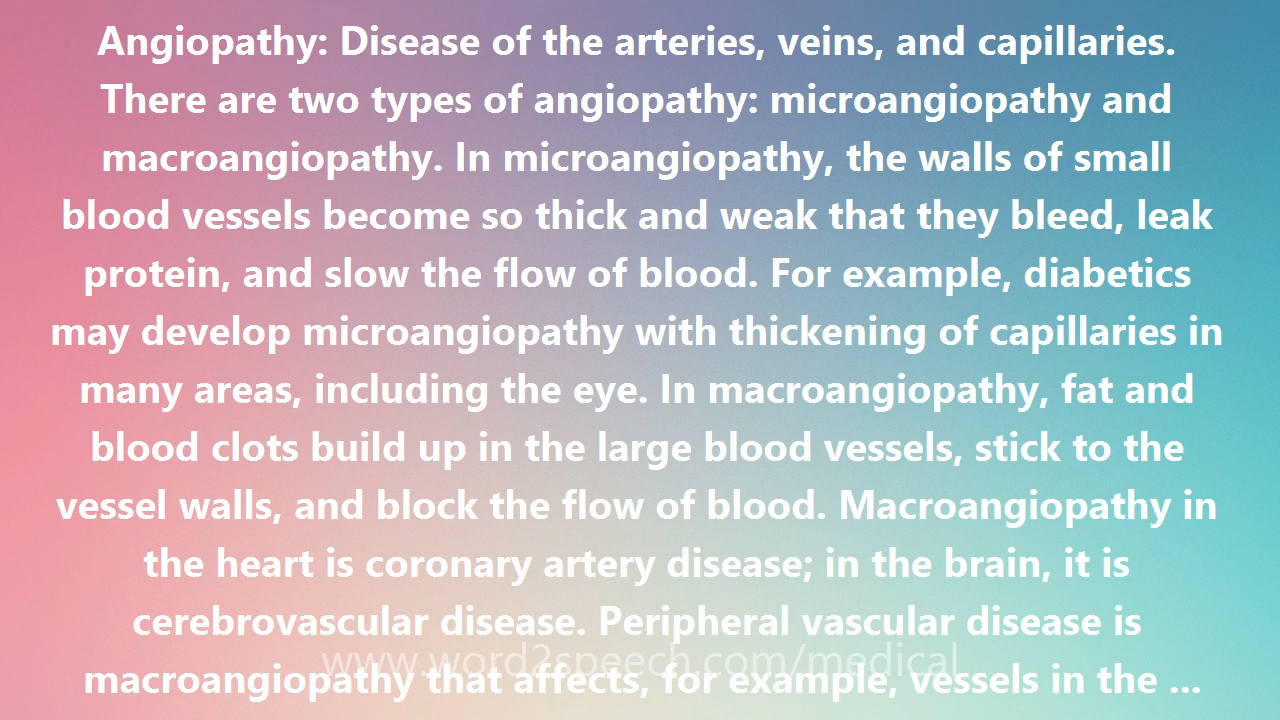 Angiopathy: Disease of the arteries, veins, and capillaries.
There are two types of angiopathy: microangiopathy and
macroangiopathy. In microangiopathy, the walls of small
blood vessels become so thick and weak that they bleed, leak
protein, and slow the flow of blood. For example, diabetics
may develop microangiopathy with thickening of capillaries in
many areas, including the eye. In macroangiopathy, fat and
blood clots build up in the large blood vessels, stick to the
vessel walls, and block the flow of blood. Macroangiopathy in
the heart is coronary artery disease; in the brain, it is
cerebrovascular disease. Peripheral vascular disease is
www.word2speech.com/medical
macroangiopathy that affects, for example, vessels in the ...